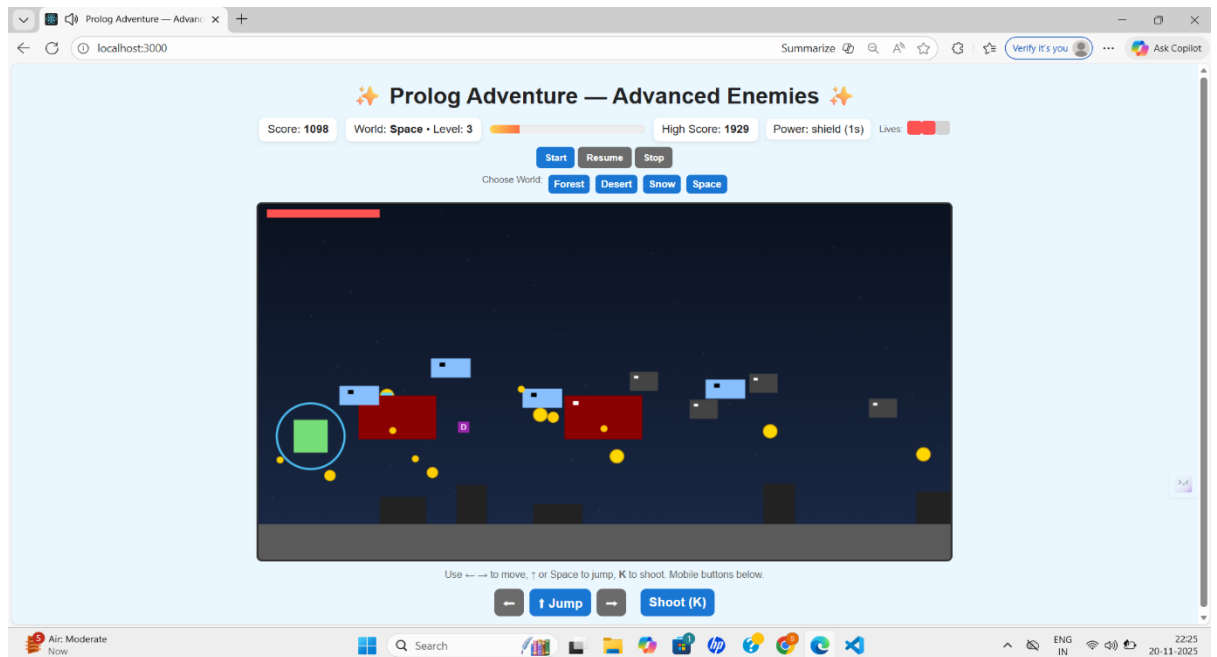 Prolog Adventure — Advanc
localhost:3000
Summarize
Verify it's you
Ask Copilot
✨ Prolog Adventure — Advanced Enemies ✨
Score: 1098 World: Space • Level: 3 High Score: 1929 Power: shield (1s) Lives:
Start Resume Stop
Choose World: Forest Desert Snow Space
D
Use ← → to move, ↑ or Space to jump, K to shoot. Mobile buttons below.
← ⬆ Jump → Shoot (K)
5 Air: Moderate
Now
Search
ENG
IN
22:25
20-11-2025